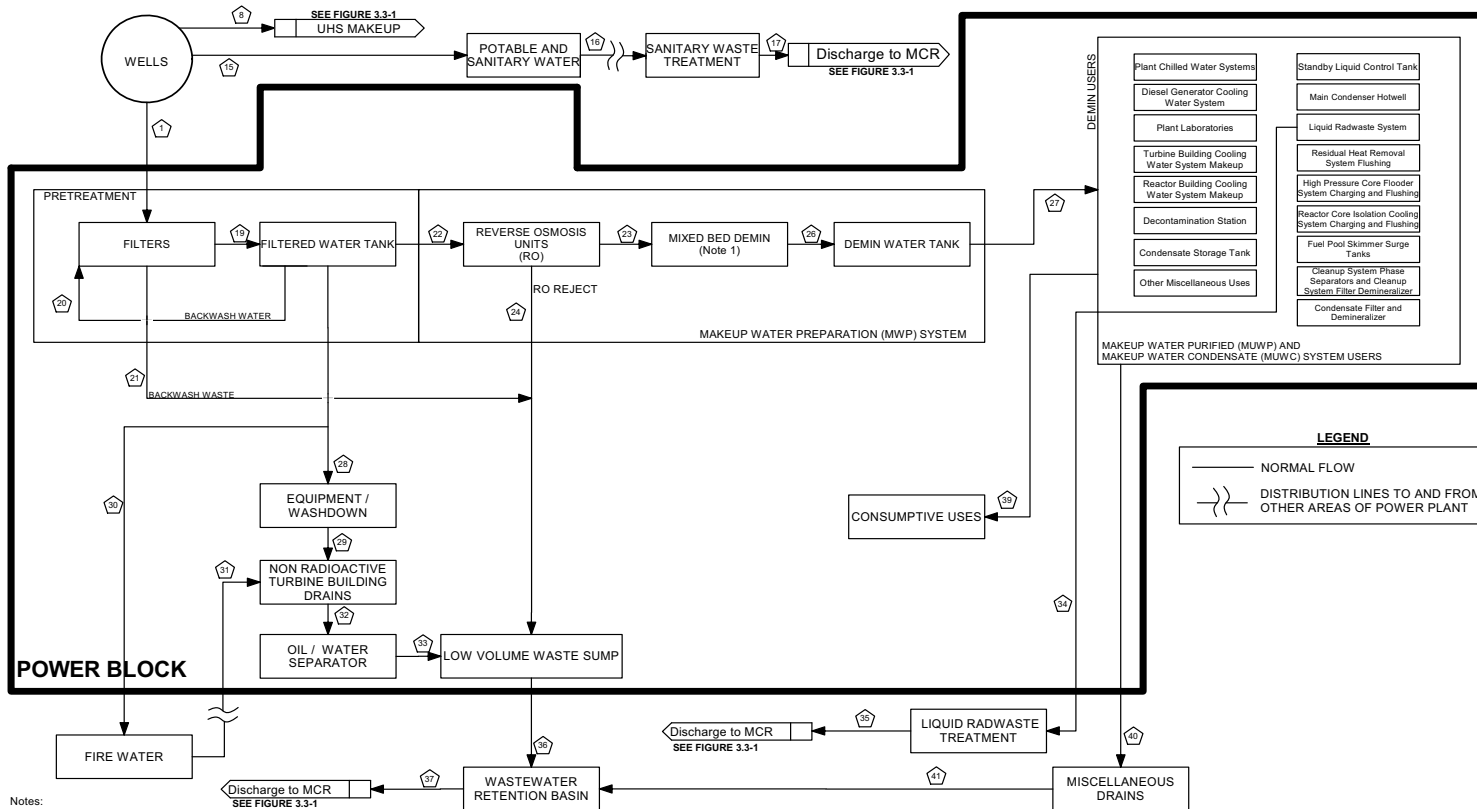 SEE FIGURE 3.3-1
8
UHS MAKEUP
WELLS
15
POTABLE AND
SANITARY WATER
16
SANITARY WASTE
TREATMENT
17
Discharge to MCR
SEE FIGURE 3.3-1
1
DEMIN USERS
Plant Chilled Water Systems
Diesel Generator Cooling
Water System
Plant Laboratories
Turbine Building Cooling
Water System Makeup
Reactor Building Cooling
Water System Makeup
Decontamination Station
Condensate Storage Tank
Other Miscellaneous Uses
Standby Liquid Control Tank
Main Condenser Hotwell
Liquid Radwaste System
Residual Heat Removal
System Flushing
High Pressure Core Flooder
System Charging and Flushing
Reactor Core Isolation Cooling
System Charging and Flushing
Fuel Pool Skimmer Surge
Tanks
Cleanup System Phase
Separators and Cleanup
System Filter Demineralizer
Condensate Filter and
Demineralizer
MAKEUP WATER PURIFIED (MUWP) AND
MAKEUP WATER CONDENSATE (MUWC) SYSTEM USERS
PRETREATMENT
FILTERS
19
FILTERED WATER TANK
22
REVERSE OSMOSIS
UNITS
(RO)
23
MIXED BED DEMIN
(Note 1)
26
DEMIN WATER TANK
27
20
BACKWASH WATER
RO REJECT
24
MAKEUP WATER PREPARATION (MWP) SYSTEM
21
BACKWASH WASTE
28
30
EQUIPMENT /
WASHDOWN
29
31
NON RADIOACTIVE
TURBINE BUILDING
DRAINS
32
OIL / WATER
SEPARATOR
33
LOW VOLUME WASTE SUMP
CONSUMPTIVE USES
39
34
LEGEND
NORMAL FLOW
DISTRIBUTION LINES TO AND FROM
OTHER AREAS OF POWER PLANT
POWER BLOCK
FIRE WATER
36
Discharge to MCR
SEE FIGURE 3.3-1
35
LIQUID RADWASTE
TREATMENT
40
Discharge to MCR
SEE FIGURE 3.3-1
37
WASTEWATER
RETENTION BASIN
41
MISCELLANEOUS
DRAINS
Notes: